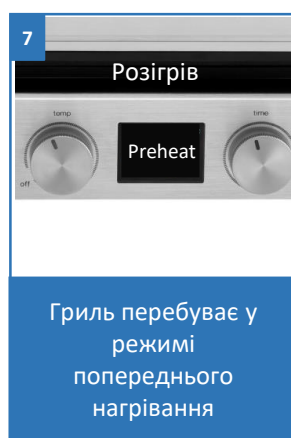 7
Розігрів
temp
time
Preheat
off
Гриль перебуває у
режимі
попереднього
нагрівання